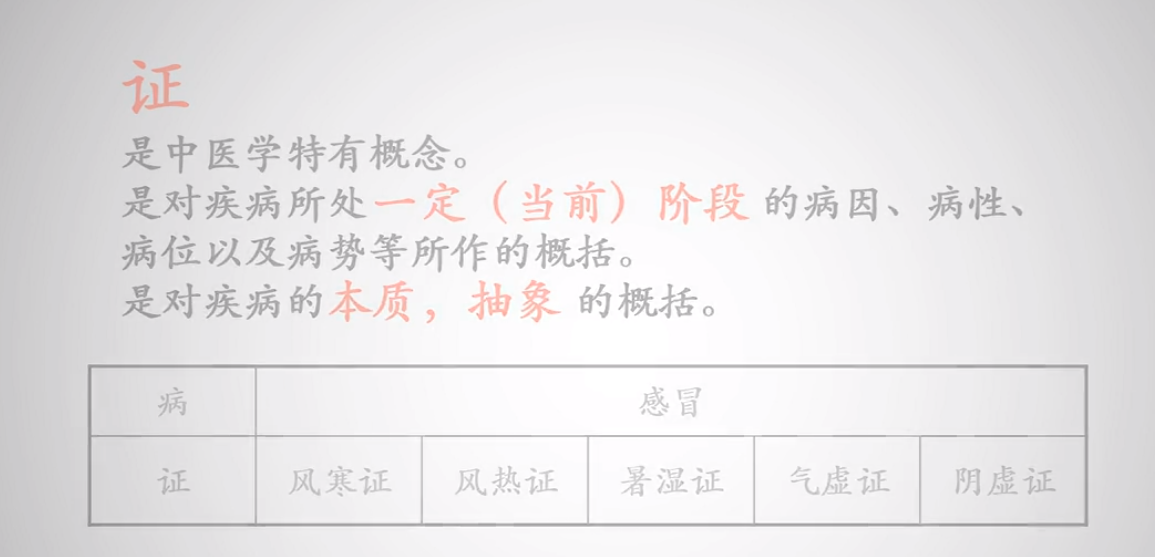 证
是中医学特有概念。
是对疾病所处一定（当前）阶段的病因、病性、
病位以及病势等所作的概括。
是对疾病的本质，抽象的概括。
病 感冒
证 风寒证 风热证 暑湿证 气虚证 阴虚证